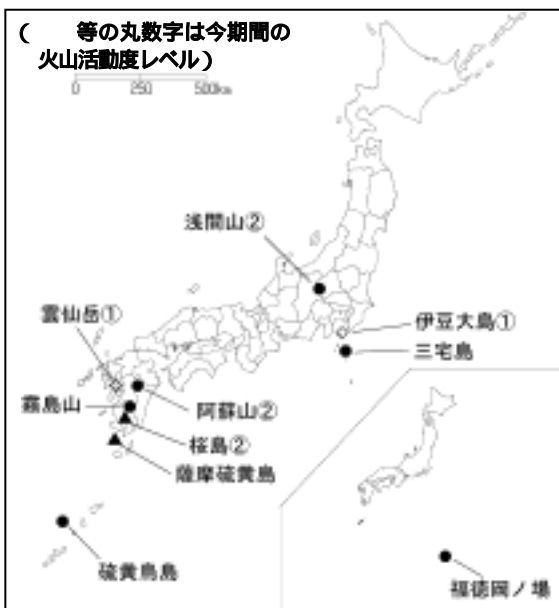 ( 等の丸数字は今期間の
火山活動度レベル)
0 250 500km
浅間山②
雲仙岳①
伊豆大島①
三宅島
霧島山
阿蘇山②
桜島②
薩摩硫黄島
硫黄鳥島
福徳岡ノ場